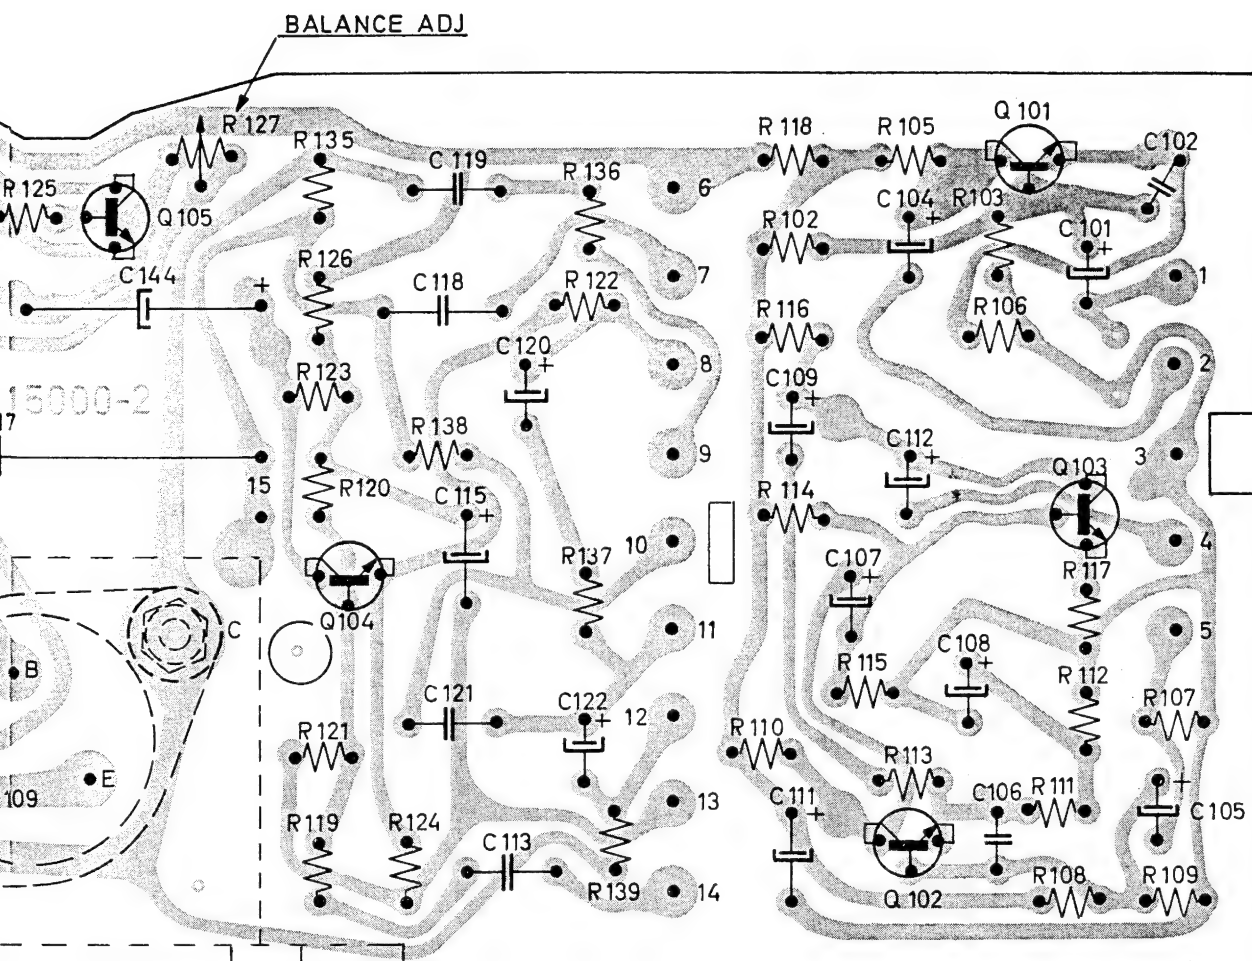 BALANCE ADJ
Q 101
R 127
R 135
R 118
R 105
C 102
C 119
R 136
R 125
6
R 103
C 104
Q 105
R 102
C 101
R 126
C 144
+
C 118
R 122
7
1
R 116
R 106
C 120
8
2
15000-2
R 123
C 109
17
R 138
C 112
9
3
Q 103
15
R 120
C 115
R 114
10
4
R 137
C 107
R 117
Q 104
C
11
5
B
C 108
R 115
R 112
C 121
C 122
12
R 107
R 121
R 110
R 113
E
109
13
C 111
C 106
R 111
C 105
R 119
R 124
C 113
R 139
14
Q 102
R 108
R 109